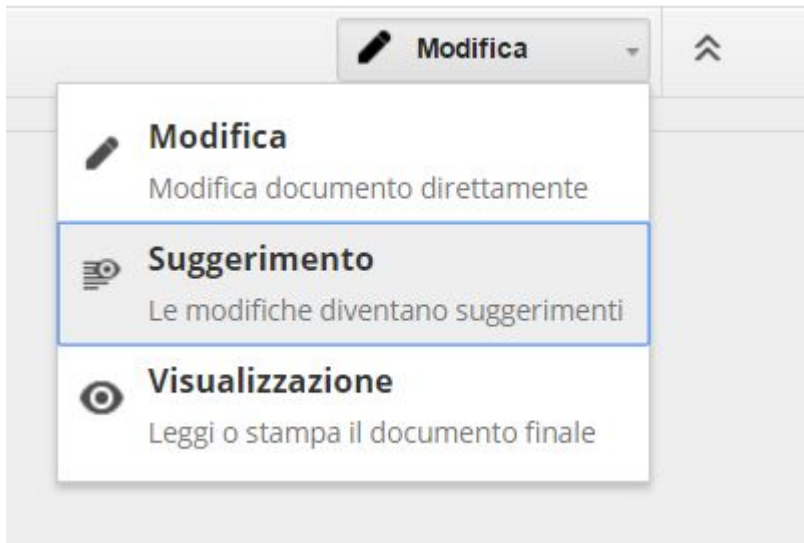 Modifica
Modifica
Modifica documento direttamente
Suggerimento
Le modifiche diventano suggerimenti
Visualizzazione
Leggi o stampa il documento finale